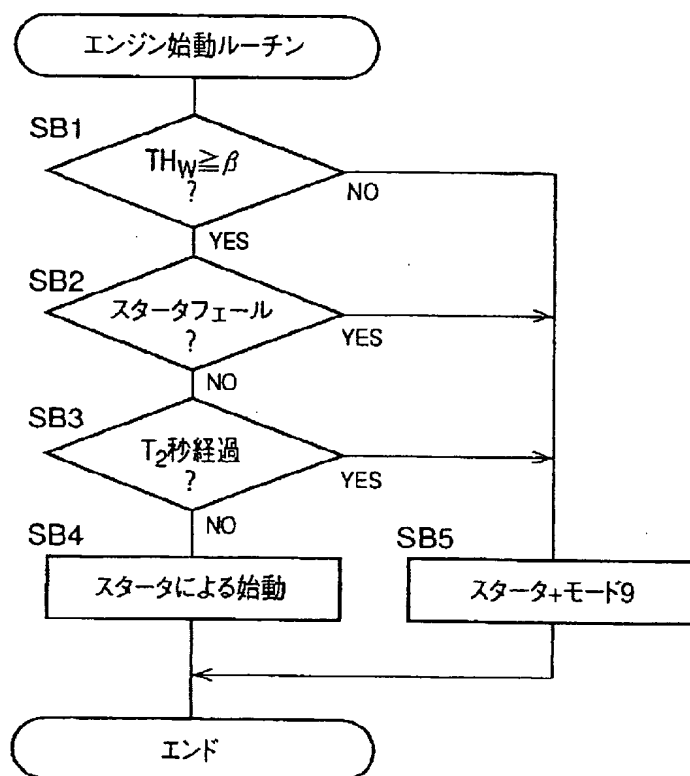 エンジン始動ルーチン
SB1
THW≧β
?
NO
YES
SB2
スタータフェール
?
YES
NO
SB3
T2秒経過
?
YES
NO
SB4
スタータによる始動
SB5
スタータ+モード9
エンド